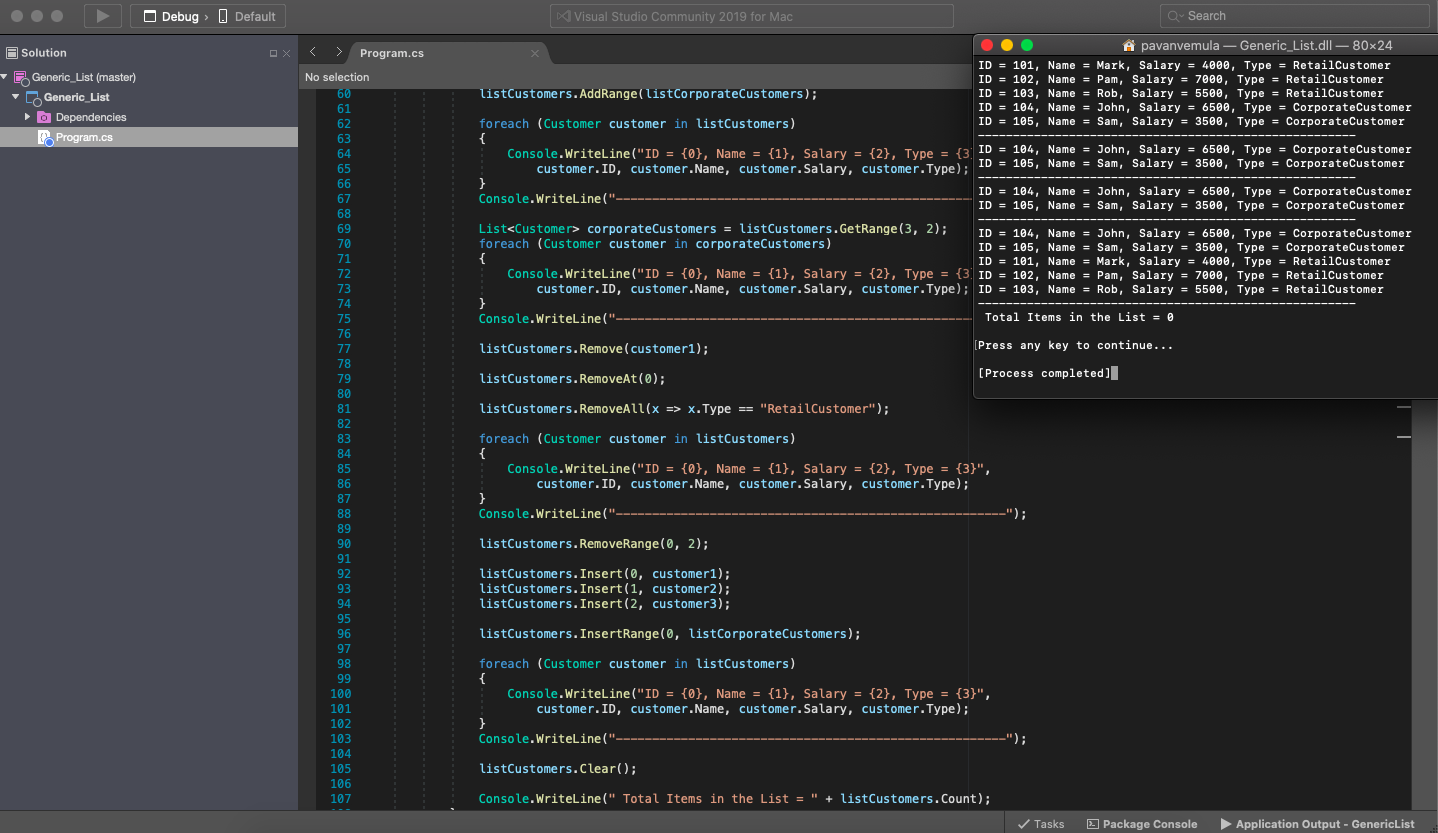 Debug › Default
Visual Studio Community 2019 for Mac
Search
Solution
Generic_List (master)
Generic_List
Dependencies
Program.cs
Program.cs
No selection
60 listCustomers.AddRange(listCorporateCustomers);
61
62 foreach (Customer customer in listCustomers)
63 {
64 Console.WriteLine("ID = {0}, Name = {1}, Salary = {2}, Type = {3}
65 customer.ID, customer.Name, customer.Salary, customer.Type);
66 }
67 Console.WriteLine("-------------------------------------------------
68
69 List<Customer> corporateCustomers = listCustomers.GetRange(3, 2);
70 foreach (Customer customer in corporateCustomers)
71 {
72 Console.WriteLine("ID = {0}, Name = {1}, Salary = {2}, Type = {3}
73 customer.ID, customer.Name, customer.Salary, customer.Type);
74 }
75 Console.WriteLine("-------------------------------------------------
76
77 listCustomers.Remove(customer1);
78
79 listCustomers.RemoveAt(0);
80
81 listCustomers.RemoveAll(x => x.Type == "RetailCustomer");
82
83 foreach (Customer customer in listCustomers)
84 {
85 Console.WriteLine("ID = {0}, Name = {1}, Salary = {2}, Type = {3}",
86 customer.ID, customer.Name, customer.Salary, customer.Type);
87 }
88 Console.WriteLine("------------------------------------------------------");
89
90 listCustomers.RemoveRange(0, 2);
91
92 listCustomers.Insert(0, customer1);
93 listCustomers.Insert(1, customer2);
94 listCustomers.Insert(2, customer3);
95
96 listCustomers.InsertRange(0, listCorporateCustomers);
97
98 foreach (Customer customer in listCustomers)
99 {
100 Console.WriteLine("ID = {0}, Name = {1}, Salary = {2}, Type = {3}",
101 customer.ID, customer.Name, customer.Salary, customer.Type);
102 }
103 Console.WriteLine("------------------------------------------------------");
104
105 listCustomers.Clear();
106
107 Console.WriteLine(" Total Items in the List = " + listCustomers.Count);
pavanvemula — Generic_List.dll — 80×24
ID = 101, Name = Mark, Salary = 4000, Type = RetailCustomer
ID = 102, Name = Pam, Salary = 7000, Type = RetailCustomer
ID = 103, Name = Rob, Salary = 5500, Type = RetailCustomer
ID = 104, Name = John, Salary = 6500, Type = CorporateCustomer
ID = 105, Name = Sam, Salary = 3500, Type = CorporateCustomer
------------------------------------------------------
ID = 104, Name = John, Salary = 6500, Type = CorporateCustomer
ID = 105, Name = Sam, Salary = 3500, Type = CorporateCustomer
------------------------------------------------------
ID = 104, Name = John, Salary = 6500, Type = CorporateCustomer
ID = 105, Name = Sam, Salary = 3500, Type = CorporateCustomer
------------------------------------------------------
ID = 104, Name = John, Salary = 6500, Type = CorporateCustomer
ID = 105, Name = Sam, Salary = 3500, Type = CorporateCustomer
ID = 101, Name = Mark, Salary = 4000, Type = RetailCustomer
ID = 102, Name = Pam, Salary = 7000, Type = RetailCustomer
ID = 103, Name = Rob, Salary = 5500, Type = RetailCustomer
------------------------------------------------------
Total Items in the List = 0
Press any key to continue...
[Process completed]
Tasks
Package Console
Application Output - GenericList